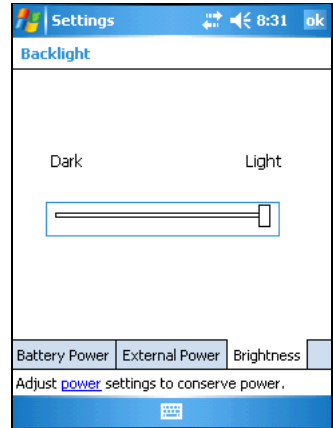 Settings 8:31 ok
Backlight
Dark Light
Battery Power External Power Brightness
Adjust power settings to conserve power.